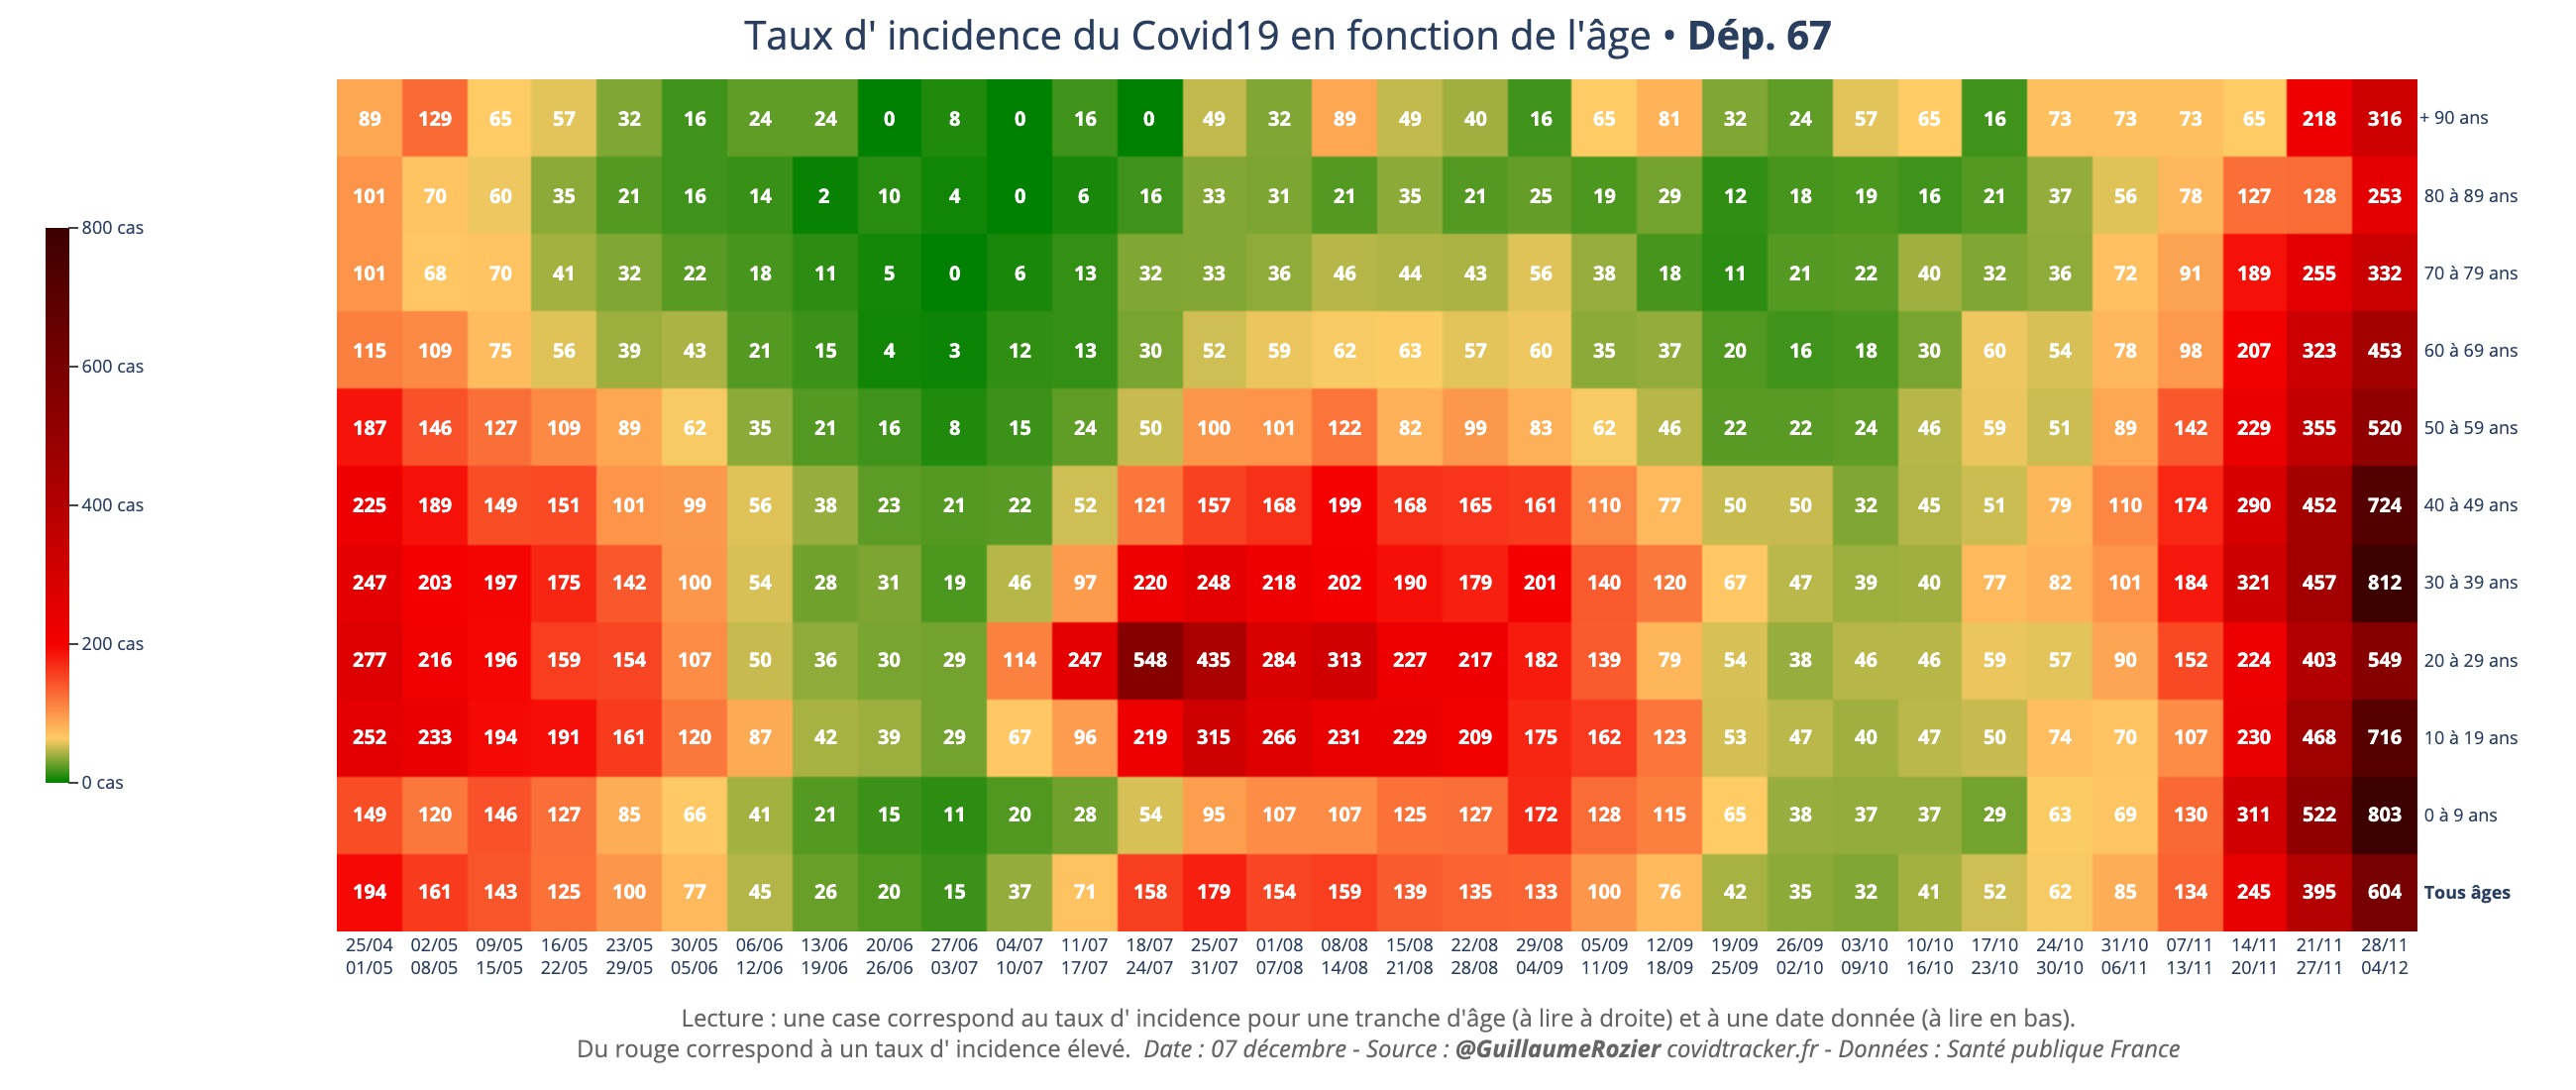 Taux d' incidence du Covid19 en fonction de l'âge • Dép. 67
800 cas
600 cas
400 cas
200 cas
0 cas
89 129 65 57 32 16 24 24 0 8 0 16 0 49 32 89 49 40 16 65 81 32 24 57 65 16 73 73 73 65 218 316 + 90 ans
101 70 60 35 21 16 14 2 10 4 0 6 16 33 31 21 35 21 25 19 29 12 18 19 16 21 37 56 78 127 128 253 80 à 89 ans
101 68 70 41 32 22 18 11 5 0 6 13 32 33 36 46 44 43 56 38 18 11 21 22 40 32 36 72 91 189 255 332 70 à 79 ans
115 109 75 56 39 43 21 15 4 3 12 13 30 52 59 62 63 57 60 35 37 20 16 18 30 60 54 78 98 207 323 453 60 à 69 ans
187 146 127 109 89 62 35 21 16 8 15 24 50 100 101 122 82 99 83 62 46 22 22 24 46 59 51 89 142 229 355 520 50 à 59 ans
225 189 149 151 101 99 56 38 23 21 22 52 121 157 168 199 168 165 161 110 77 50 50 32 45 51 79 110 174 290 452 724 40 à 49 ans
247 203 197 175 142 100 54 28 31 19 46 97 220 248 218 202 190 179 201 140 120 67 47 39 40 77 82 101 184 321 457 812 30 à 39 ans
277 216 196 159 154 107 50 36 30 29 114 247 548 435 284 313 227 217 182 139 79 54 38 46 46 59 57 90 152 224 403 549 20 à 29 ans
252 233 194 191 161 120 87 42 39 29 67 96 219 315 266 231 229 209 175 162 123 53 47 40 47 50 74 70 107 230 468 716 10 à 19 ans
149 120 146 127 85 66 41 21 15 11 20 28 54 95 107 107 125 127 172 128 115 65 38 37 37 29 63 69 130 311 522 803 0 à 9 ans
194 161 143 125 100 77 45 26 20 15 37 71 158 179 154 159 139 135 133 100 76 42 35 32 41 52 62 85 134 245 395 604 Tous âges
25/04 02/05 09/05 16/05 23/05 30/05 06/06 13/06 20/06 27/06 04/07 11/07 18/07 25/07 01/08 08/08 15/08 22/08 29/08 05/09 12/09 19/09 26/09 03/10 10/10 17/10 24/10 31/10 07/11 14/11 21/11 28/11
01/05 08/05 15/05 22/05 29/05 05/06 12/06 19/06 26/06 03/07 10/07 17/07 24/07 31/07 07/08 14/08 21/08 28/08 04/09 11/09 18/09 25/09 02/10 09/10 16/10 23/10 30/10 06/11 13/11 20/11 27/11 04/12
Lecture : une case correspond au taux d' incidence pour une tranche d'âge (à lire à droite) et à une date donnée (à lire en bas).
Du rouge correspond à un taux d' incidence élevé. Date : 07 décembre - Source : @GuillaumeRozier covidtracker.fr - Données : Santé publique France